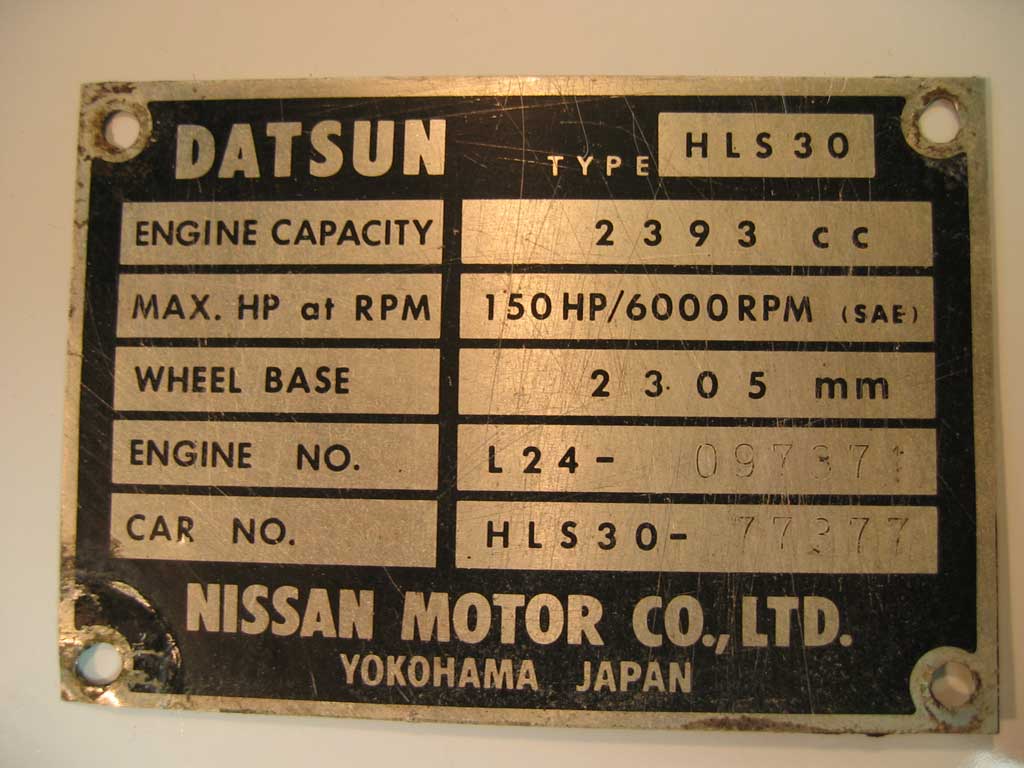 DATSUN TYPE HLS30
ENGINE CAPACITY 2393 cc
MAX. HP at RPM 150HP/6000RPM (SAE)
WHEEL BASE 2305 mm
ENGINE NO. L24- 097371
CAR NO. HLS30- 77377
NISSAN MOTOR CO., LTD.
YOKOHAMA JAPAN